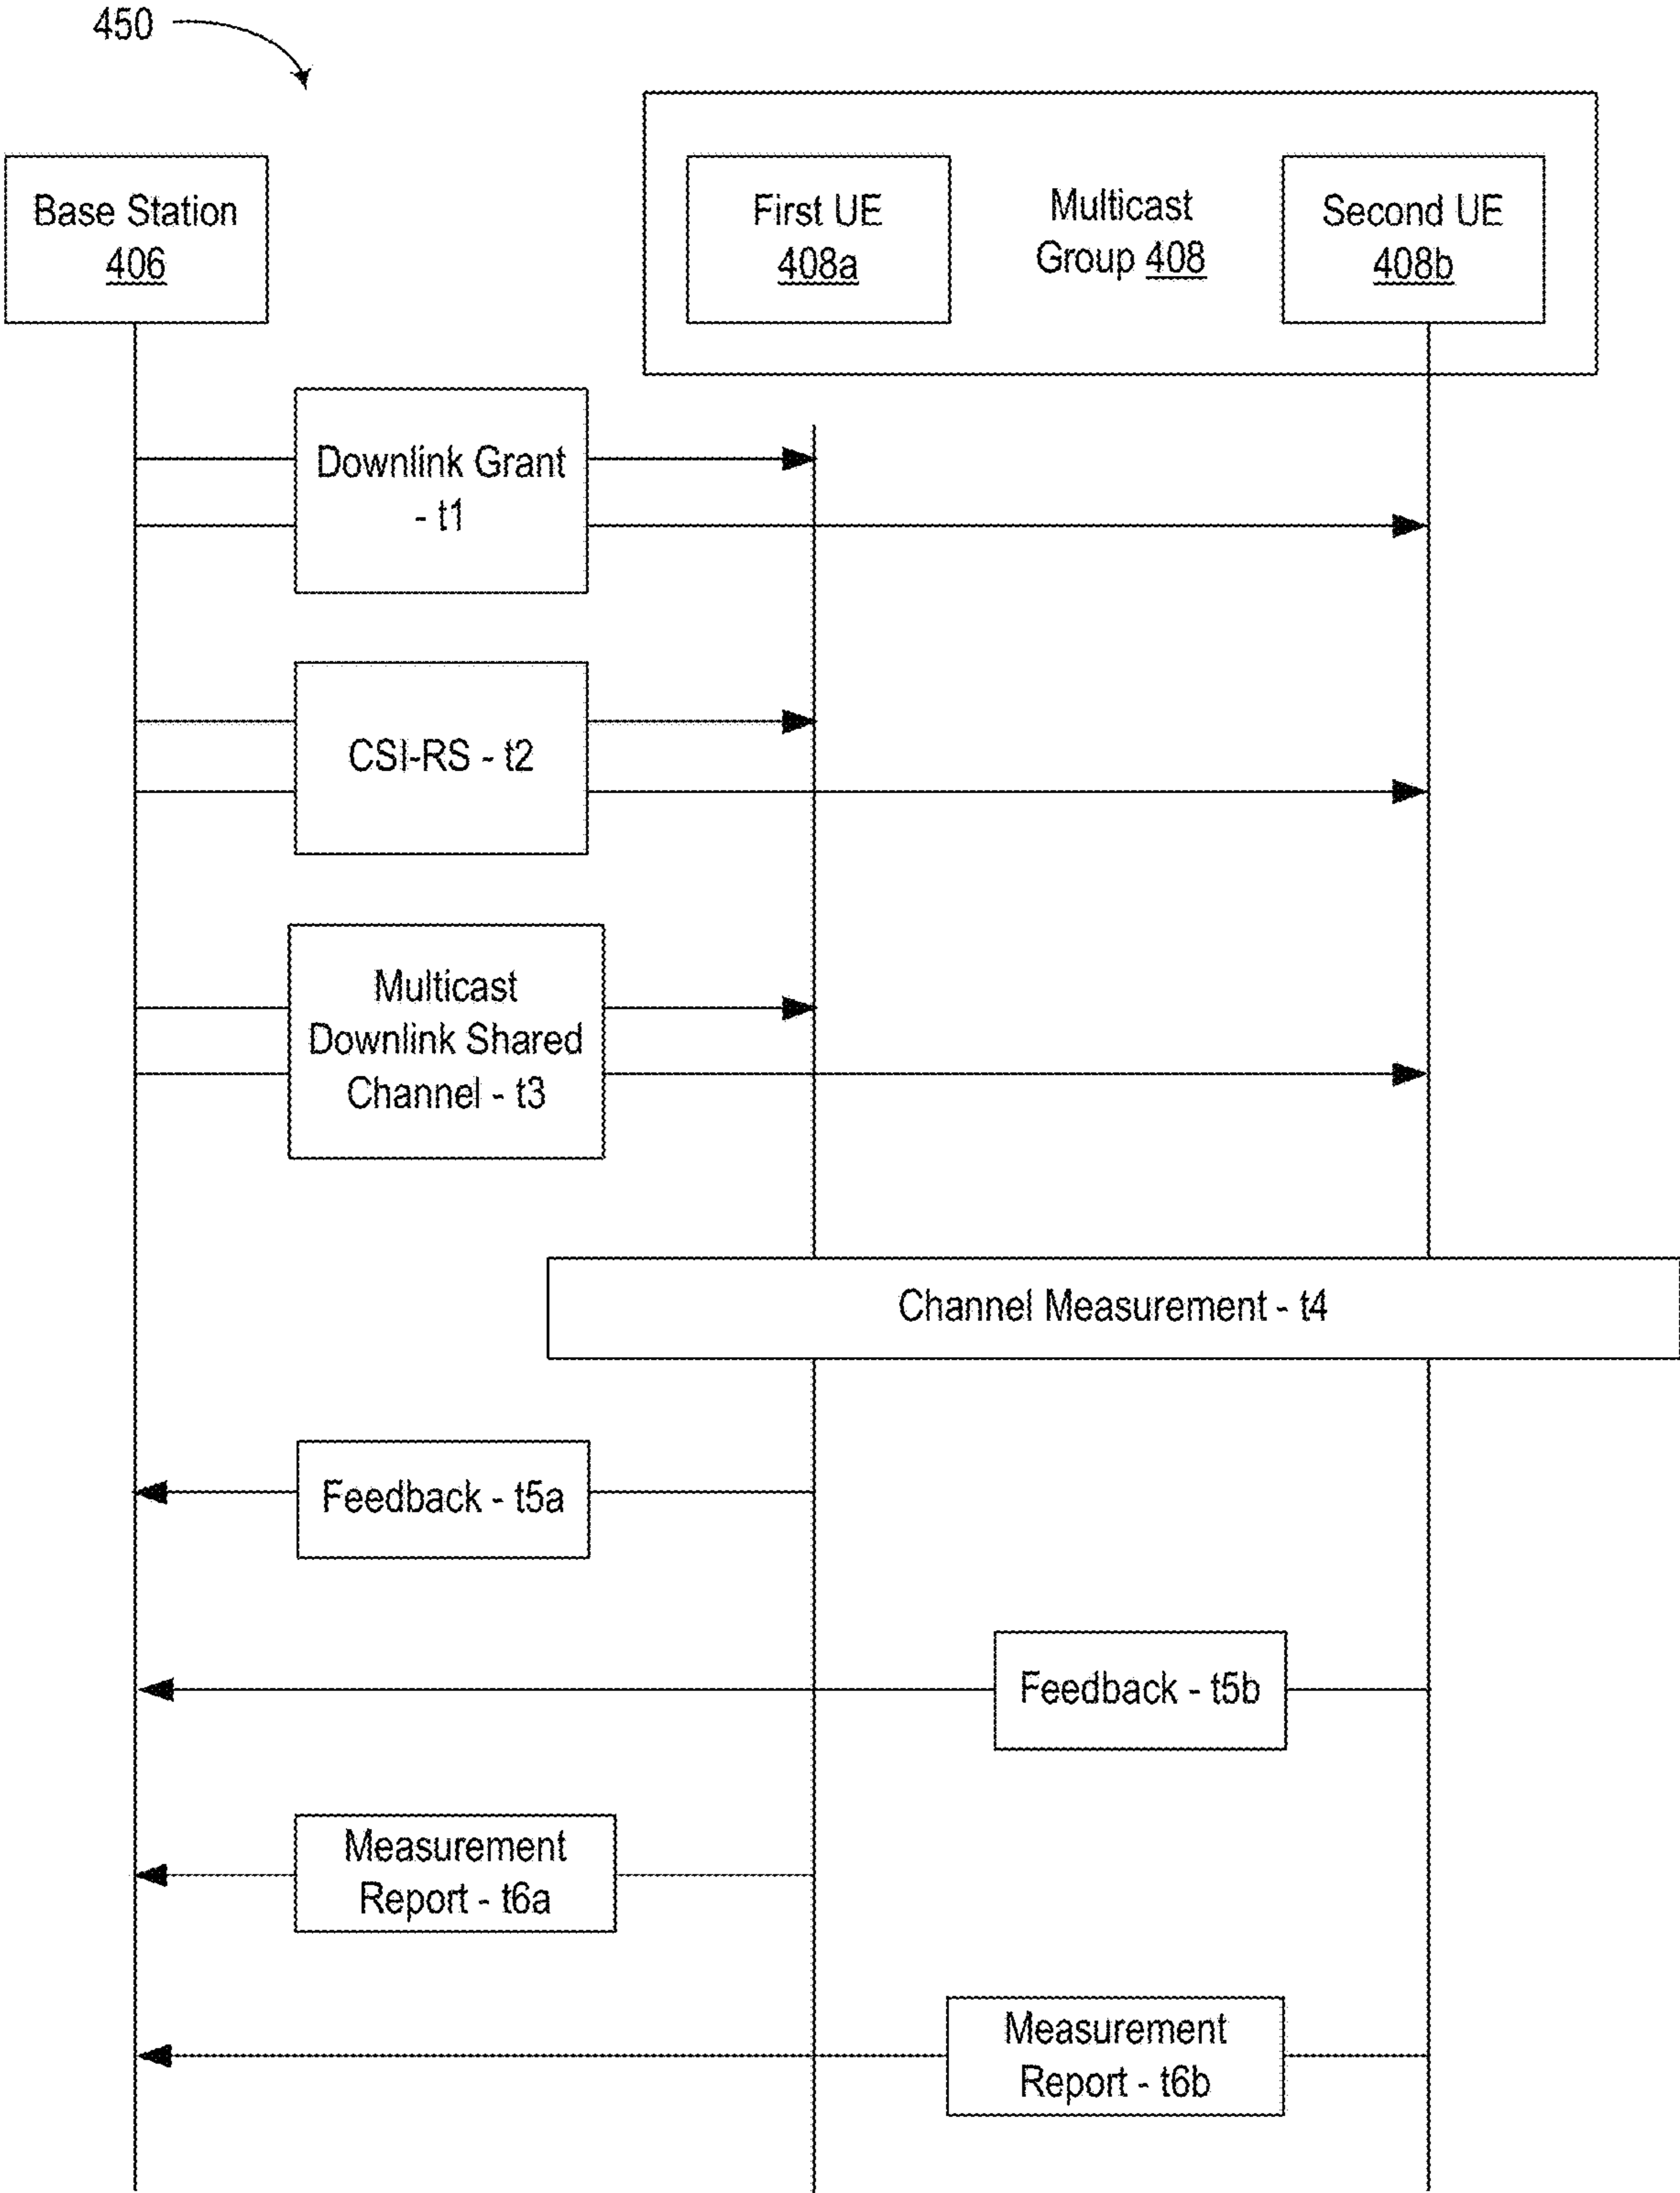 450
Base Station
406
First UE
408a
Multicast
Group 408
Second UE
408b
Downlink Grant
- t1
CSI-RS - t2
Multicast
Downlink Shared
Channel - t3
Channel Measurement - t4
Feedback - t5a
Feedback - t5b
Measurement
Report - t6a
Measurement
Report - t6b